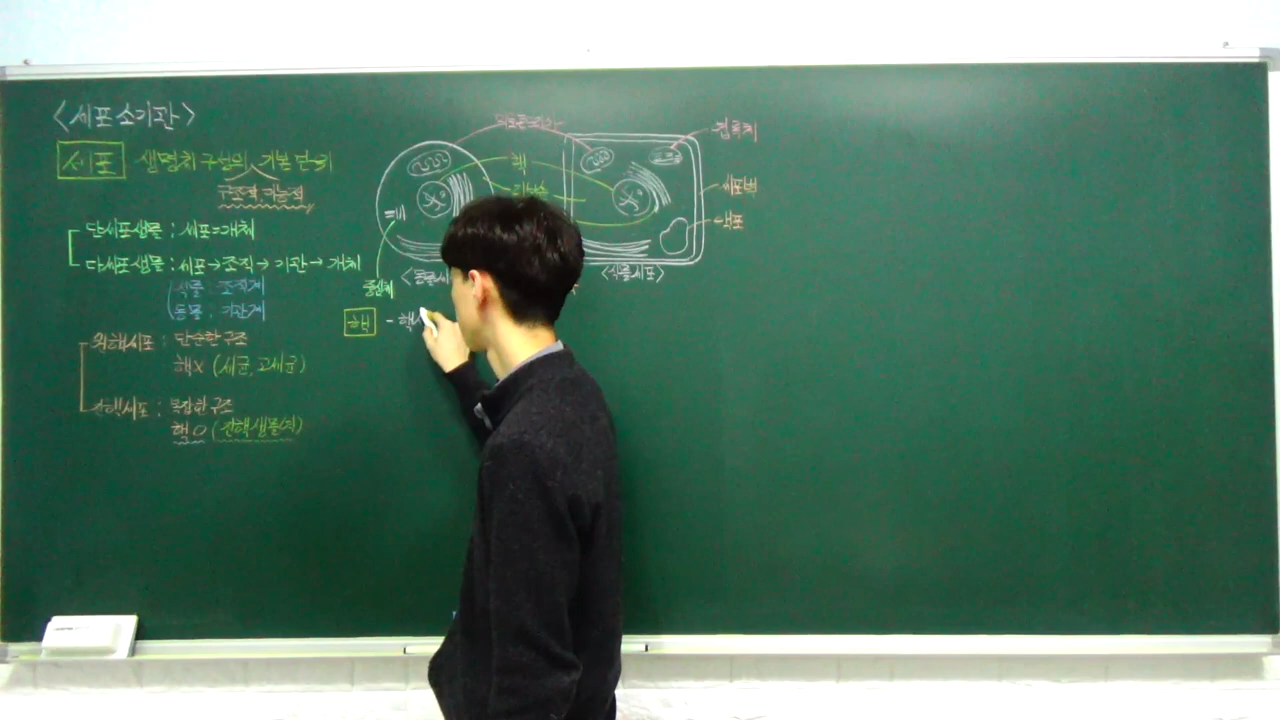 <세포 소기관>
세포 생명체 구성의 기본 단위
구조적 기능적
단세포생물 : 세포=개체
다세포생물 : 세포→조직→기관→개체
식물 : 조직계
동물 : 기관계
원핵세포 : 단순한 구조
핵X (세균, 고세균)
진핵세포 : 복잡한 구조
핵O (진핵생물(역)
미토콘드리아
엽록체
핵
세포벽
액포
중심체
<동물세
<식물세포>
핵 - 핵